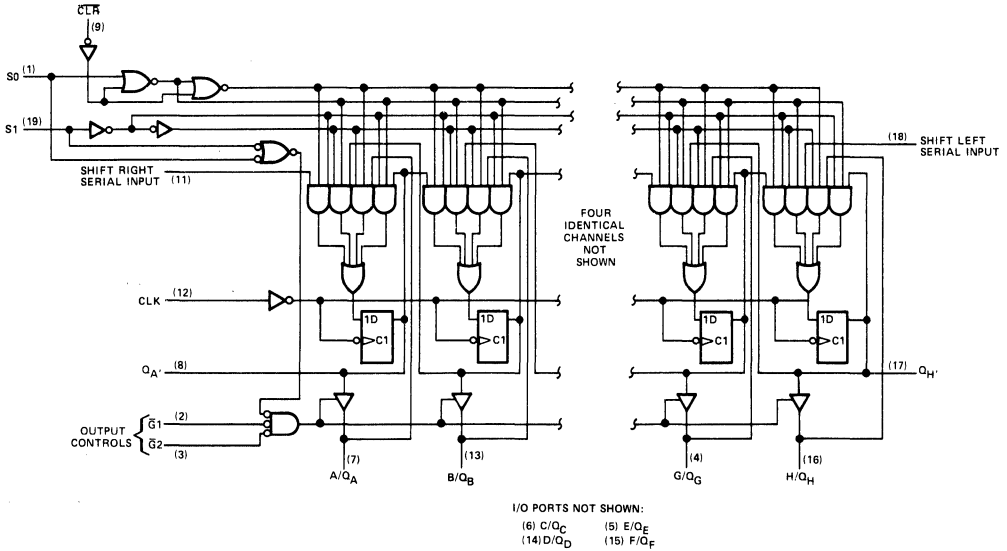 CLR
(9)
S0 (1)
S1 (19)
(18) SHIFT LEFT
SERIAL INPUT
SHIFT RIGHT
SERIAL INPUT (11)
FOUR
IDENTICAL
CHANNELS
NOT
SHOWN
CLK (12)
1D
C1
1D
C1
1D
C1
1D
C1
QA' (8)
(17) QH'
OUTPUT
CONTROLS
G1 (2)
G2 (3)
(7)
A/QA
(13)
B/QB
(4)
G/QG
(16)
H/QH
I/O PORTS NOT SHOWN:
(6) C/QC (5) E/QE
(14) D/QD (15) F/QF